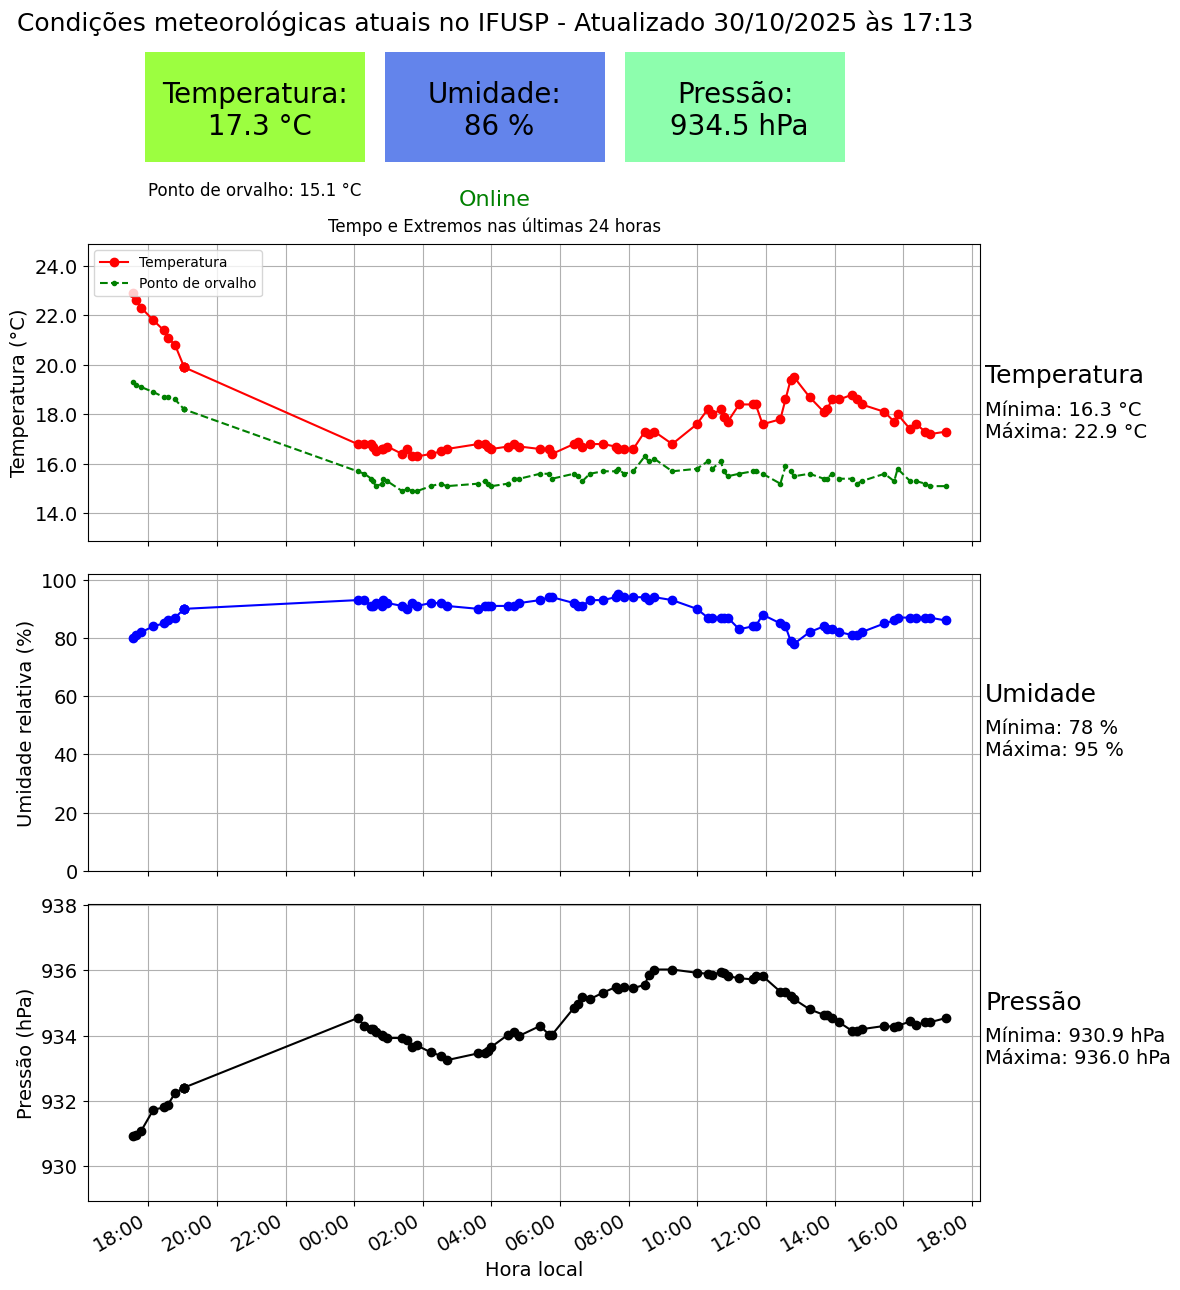 Condições meteorológicas atuais no IFUSP - Atualizado 30/10/2025 às 17:13
Temperatura:
17.3 °C
Umidade:
86 %
Pressão:
934.5 hPa
Ponto de orvalho: 15.1 °C
Online
Tempo e Extremos nas últimas 24 horas
Temperatura
Ponto de orvalho
Temperatura (°C)
24.0
22.0
20.0
18.0
16.0
14.0
Temperatura
Mínima: 16.3 °C
Máxima: 22.9 °C
Umidade relativa (%)
100
80
60
40
20
0
Umidade
Mínima: 78 %
Máxima: 95 %
Pressão (hPa)
938
936
934
932
930
Pressão
Mínima: 930.9 hPa
Máxima: 936.0 hPa
18:00 20:00 22:00 00:00 02:00 04:00 06:00 08:00 10:00 12:00 14:00 16:00 18:00
Hora local